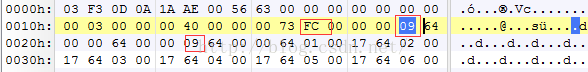 0000h: 03 F3 0D 0A 1A AE 00 56 63 00 00 00 00 00 00 00 .ó...®.Vc.......
0010h: 00 03 00 00 00 40 00 00 00 73 FC 00 00 00 09 64 .....@...sü....d
0020h: 00 00 64 00 00 09 64 00 00 64 01 00 17 64 02 00 ..d...d..d...d..
0030h: 17 64 03 00 17 64 04 00 17 64 05 00 17 64 06 00 .d...d...d...d..